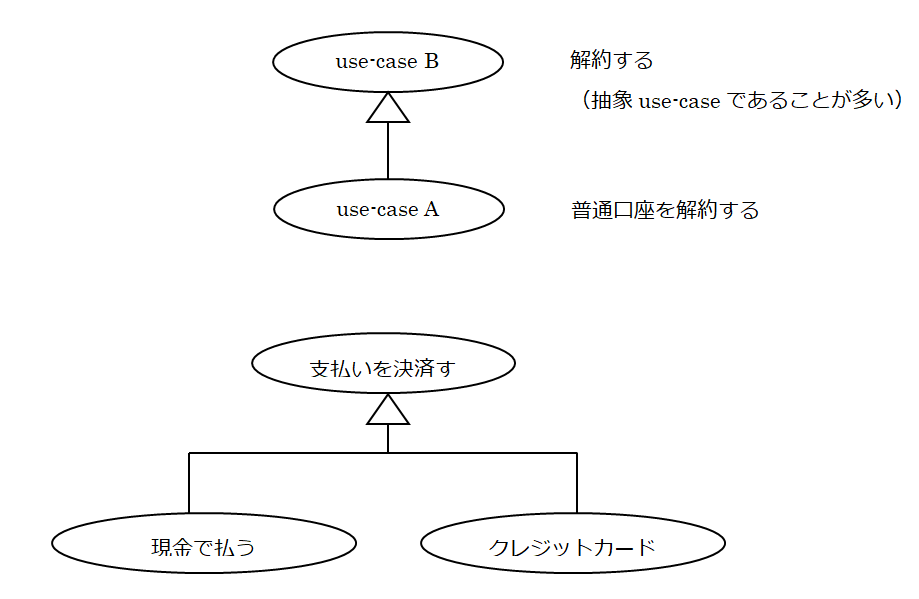 use-case B
解約する
（抽象 use-case であることが多い）
use-case A
普通口座を解約する
支払いを決済す
現金で払う
クレジットカード